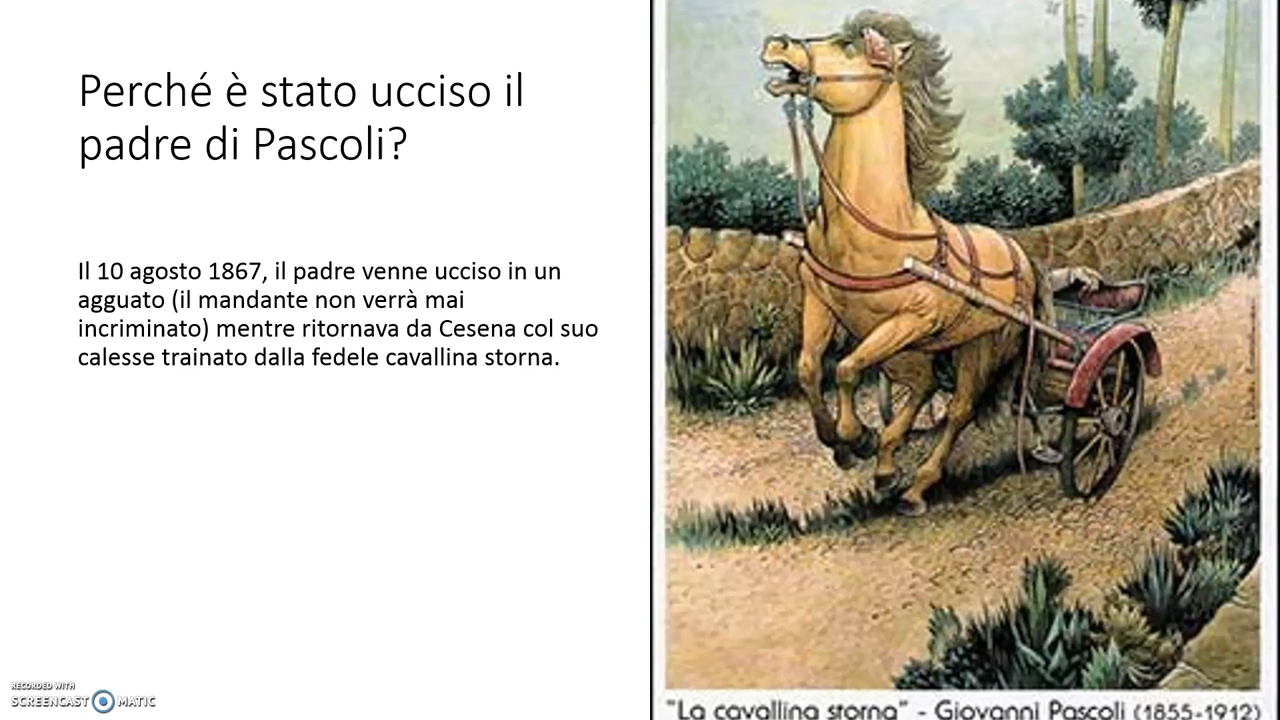 Perché è stato ucciso il
padre di Pascoli?
Il 10 agosto 1867, il padre venne ucciso in un
agguato (il mandante non verrà mai
incriminato) mentre ritornava da Cesena col suo
calesse trainato dalla fedele cavallina storna.
"La cavallina storna" - Giovanni Pascoli (1855-1912)
RECORDED WITH
SCREENCAST MATIC